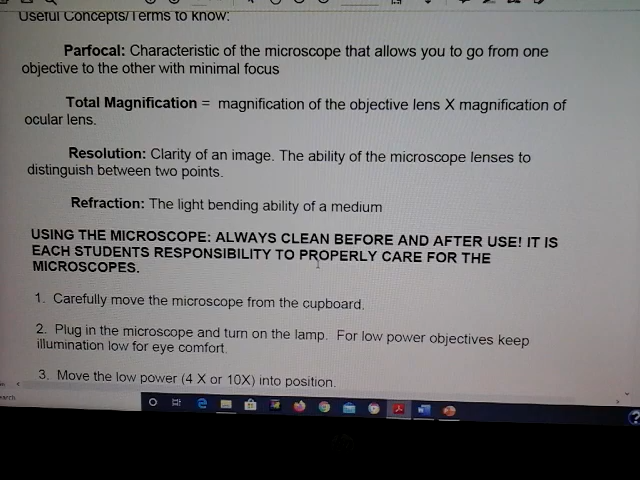 Useful Concepts/Terms to know:
Parfocal: Characteristic of the microscope that allows you to go from one
objective to the other with minimal focus
Total Magnification = magnification of the objective lens X magnification of
ocular lens.
Resolution: Clarity of an image. The ability of the microscope lenses to
distinguish between two points.
Refraction: The light bending ability of a medium
USING THE MICROSCOPE: ALWAYS CLEAN BEFORE AND AFTER USE! IT IS
EACH STUDENTS RESPONSIBILITY TO PROPERLY CARE FOR THE
MICROSCOPES.
1. Carefully move the microscope from the cupboard.
2. Plug in the microscope and turn on the lamp. For low power objectives keep
illumination low for eye comfort.
3. Move the low power (4 X or 10X) into position.